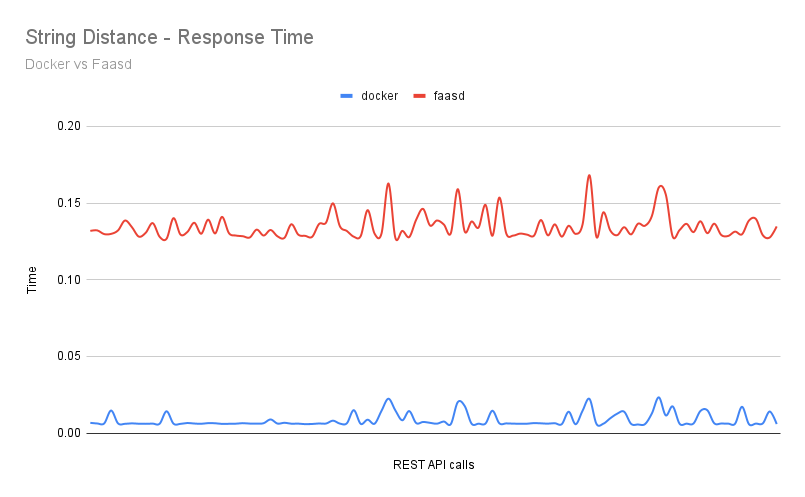 String Distance - Response Time
Docker vs Faasd
docker faasd
0.20
0.15
0.10
0.05
0.00
Time
REST API calls